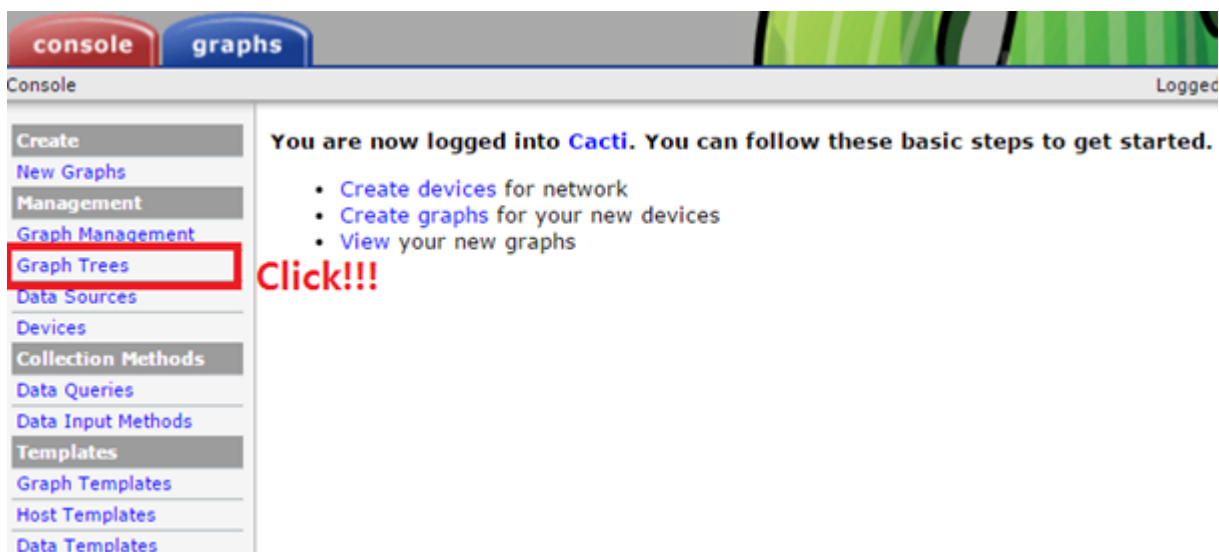 console graphs
Console Logged
Create
New Graphs
Management
Graph Management
Graph Trees
Data Sources
Devices
Collection Methods
Data Queries
Data Input Methods
Templates
Graph Templates
Host Templates
Data Templates
You are now logged into Cacti. You can follow these basic steps to get started.
• Create devices for network
• Create graphs for your new devices
• View your new graphs
Click!!!